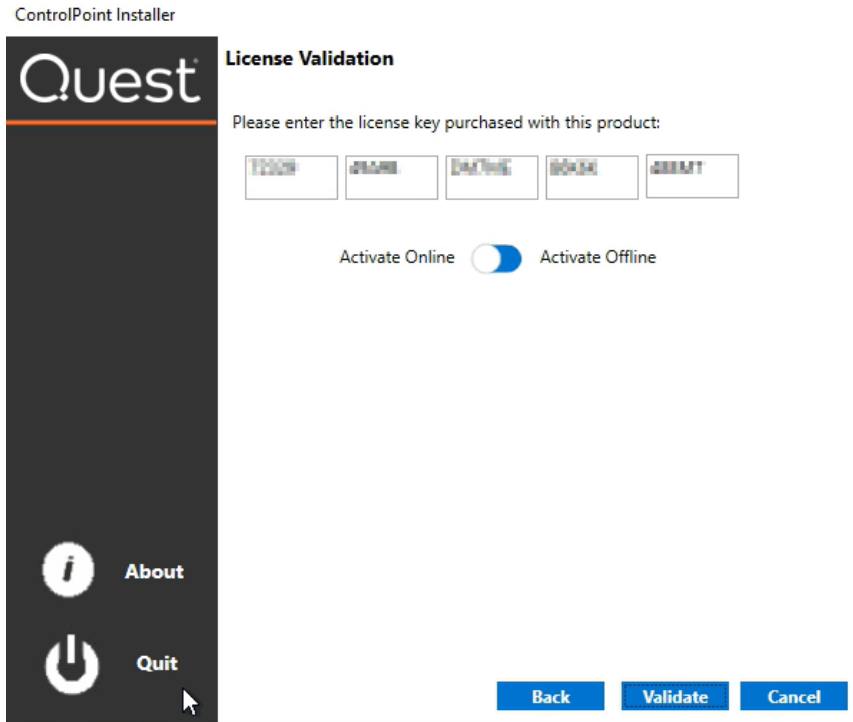 ControlPoint Installer
Quest
License Validation
Please enter the license key purchased with this product:
Activate Online Activate Offline
About
Quit
Back Validate Cancel